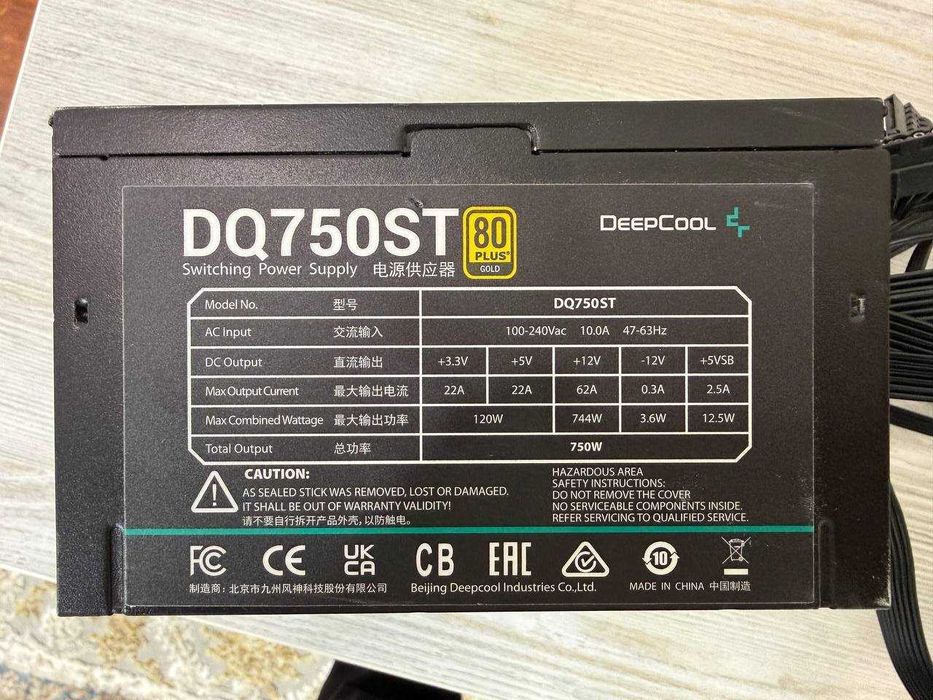 DQ750ST
80 PLUS® GOLD
DEEPCOOL
Switching Power Supply 电源供应器
Model No. 型号 DQ750ST
AC Input 交流输入 100-240Vac 10.0A 47-63Hz
DC Output 直流输出 +3.3V +5V +12V -12V +5VSB
Max Output Current 最大输出电流 22A 22A 62A 0.3A 2.5A
Max Combined Wattage 最大输出功率 120W 744W 3.6W 12.5W
Total Output 总功率 750W
CAUTION:
AS SEALED STICK WAS REMOVED, LOST OR DAMAGED.
IT SHALL BE OUT OF WARRANTY VALIDITY!
请不要自行拆开产品外壳，以防触电。
HAZARDOUS AREA
SAFETY INSTRUCTIONS:
DO NOT REMOVE THE COVER
NO SERVICEABLE COMPONENTS INSIDE.
REFER SERVICING TO QUALIFIED SERVICE.
FC CE UK CA CB EAC 10
制造商：北京市九州风神科技股份有限公司 Beijing Deepcool Industries Co.,Ltd. MADE IN CHINA 中国制造